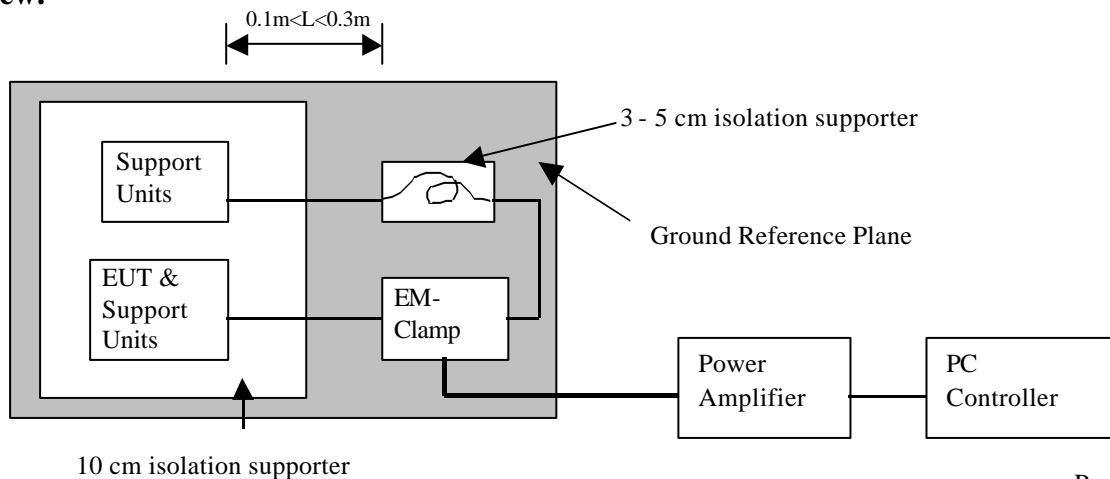 0.1m<L<0.3m
3 - 5 cm isolation supporter
Support
Units
Ground Reference Plane
EUT &
Support
Units
EM-
Clamp
Power
Amplifier
PC
Controller
10 cm isolation supporter